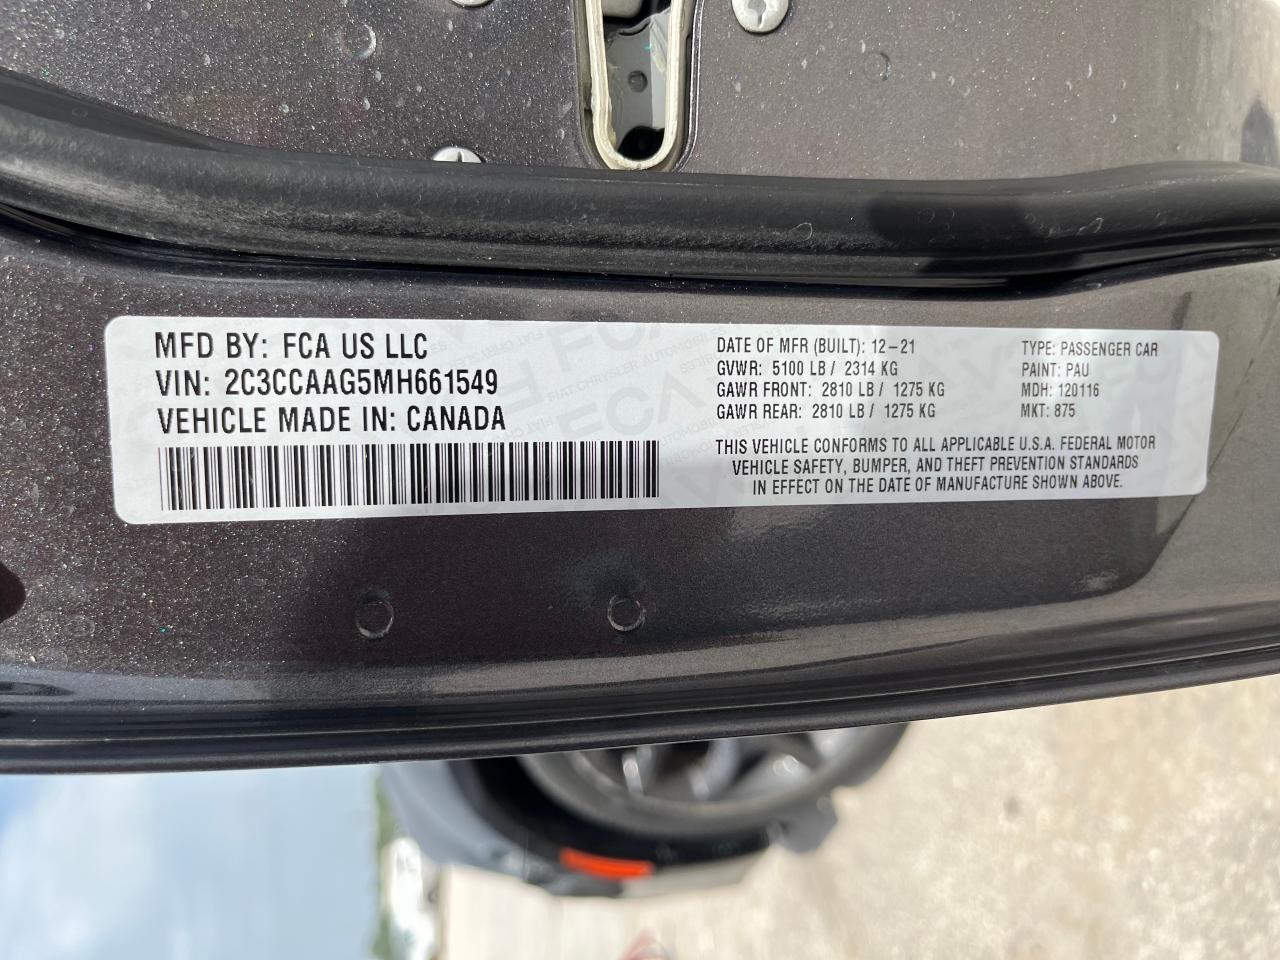 MFD BY: FCA US LLC
VIN: 2C3CCAAG5MH661549
VEHICLE MADE IN: CANADA
DATE OF MFR (BUILT): 12-21
GVWR: 5100 LB / 2314 KG
GAWR FRONT: 2810 LB / 1275 KG
GAWR REAR: 2810 LB / 1275 KG
TYPE: PASSENGER CAR
PAINT: PAU
MDH: 120116
MKT: 875
THIS VEHICLE CONFORMS TO ALL APPLICABLE U.S.A. FEDERAL MOTOR
VEHICLE SAFETY, BUMPER, AND THEFT PREVENTION STANDARDS
IN EFFECT ON THE DATE OF MANUFACTURE SHOWN ABOVE.